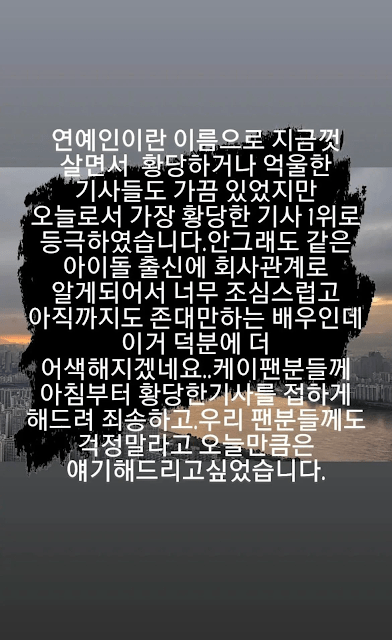 연예인이란 이름으로 지금껏
살면서  황당하거나 억울한
기사들도 가끔 있었지만
오늘로서 가장 황당한 기사 1위로
등극하였습니다.안그래도 같은
아이돌 출신에 회사관계로
알게되어서 너무 조심스럽고
아직까지도 존대만하는 배우인데
이거 덕분에 더
어색해지겠네요..케이팬분들께
아침부터 황당한기사를 접하게
해드려 죄송하고.우리 팬분들께도
걱정말라고 오늘만큼은
얘기해드리고싶었습니다.